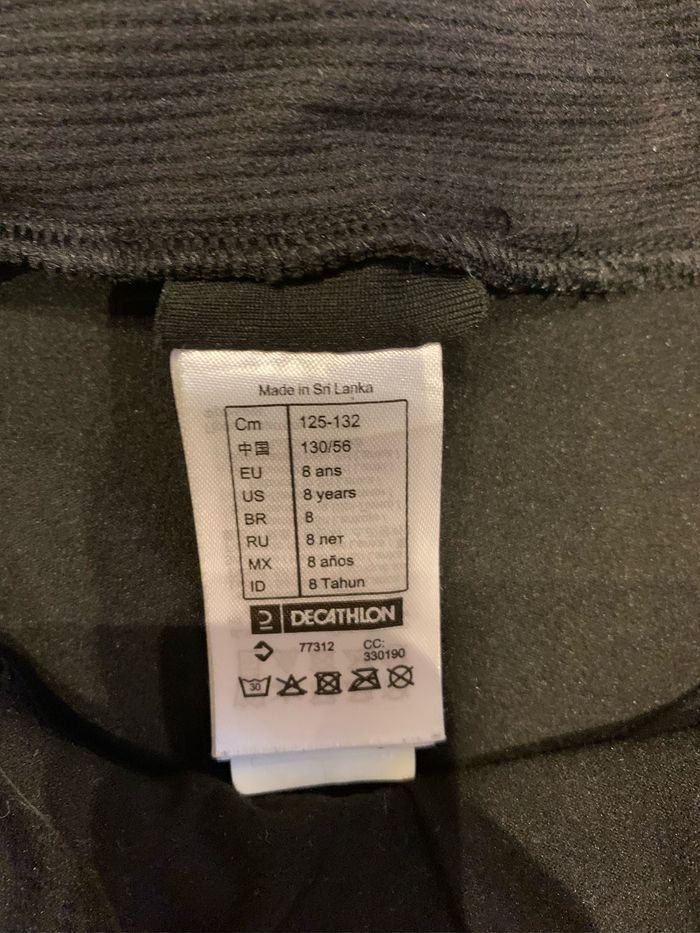 Made in Sri Lanka
Cm 125-132
中国 130/56
EU 8 ans
US 8 years
BR 8
RU 8 лет
MX 8 años
ID 8 Tahun
DECATHLON
77312 CC:
330190
30